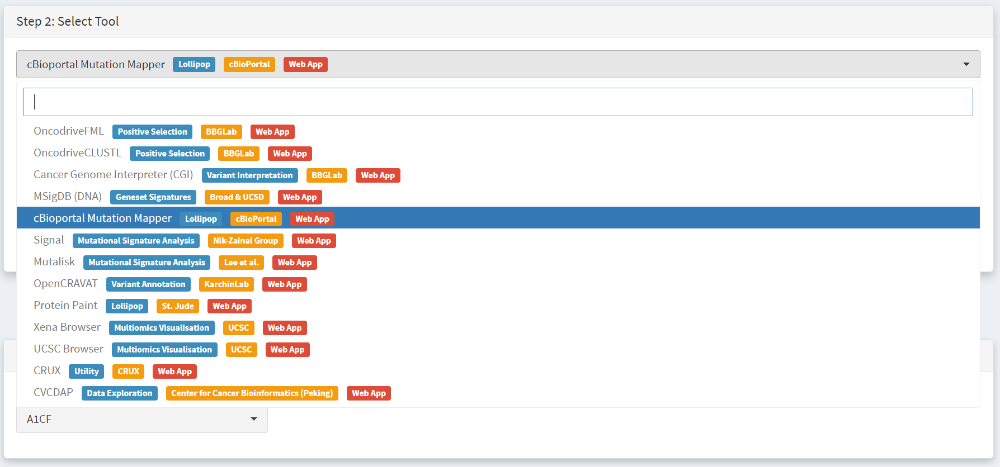 Step 2: Select Tool
cBioportal Mutation Mapper Lollipop cBioPortal Web App
OncodriveFML Positive Selection BBGLab Web App
OncodriveCLUSTL Positive Selection BBGLab Web App
Cancer Genome Interpreter (CGI) Variant Interpretation BBGLab Web App
MSigDB (DNA) Geneset Signatures Broad & UCSD Web App
cBioportal Mutation Mapper Lollipop cBioPortal Web App
Signal Mutational Signature Analysis Nik-Zainal Group Web App
Mutalisk Mutational Signature Analysis Lee et al. Web App
OpenCRAVAT Variant Annotation KarchinLab Web App
Protein Paint Lollipop St. Jude Web App
Xena Browser Multiomics Visualisation UCSC Web App
UCSC Browser Multiomics Visualisation UCSC Web App
CRUX Utility CRUX Web App
CVCDAP Data Exploration Center for Cancer Bioinformatics (Peking) Web App
A1CF